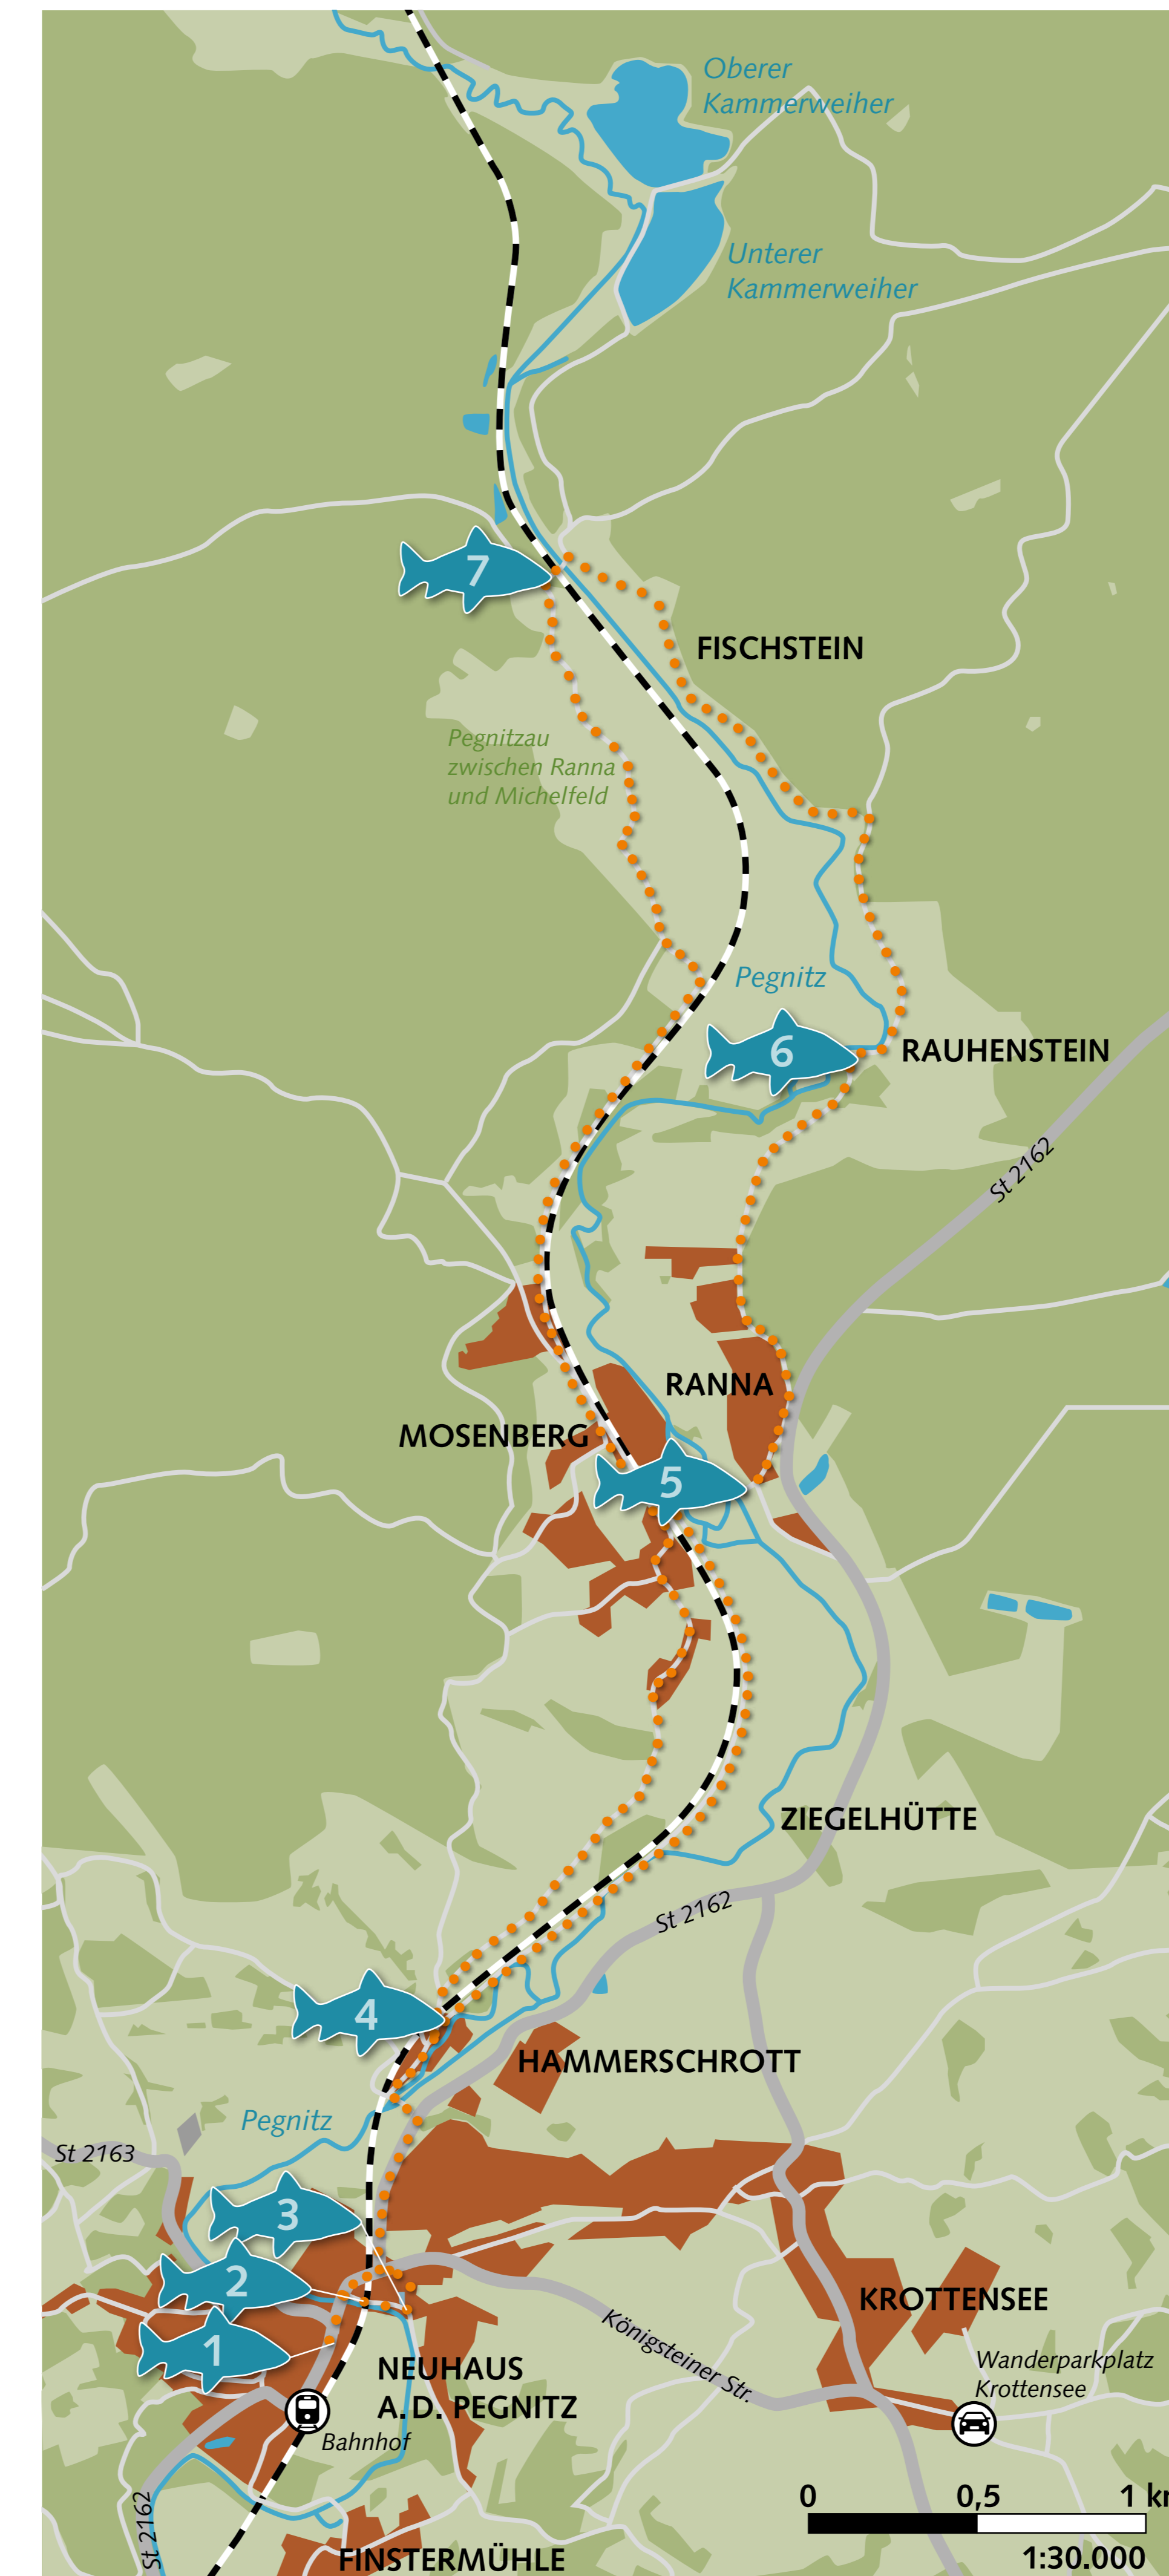 Oberer
Kammerweiher
Unterer
Kammerweiher
7
FISCHSTEIN
Pegnitzau
zwischen Ranna
und Michelfeld
Pegnitz
6
RAUHENSTEIN
St 2162
RANNA
MOSENBERG
5
ZIEGELHÜTTE
St 2162
4
HAMMERSCHROTT
Pegnitz
St 2163
3
2
KROTTENSEE
Königsteiner Str.
1
Wanderparkplatz
Krottensee
NEUHAUS
A. D. PEGNITZ
Bahnhof
St 2162
0 0,5 1 k
FINSTERMÜHLE
1:30.000